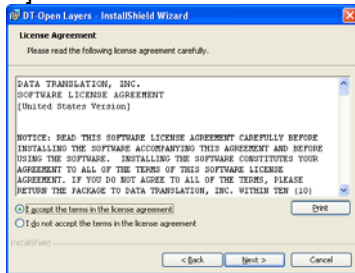 DT-Open Layers - InstallShield Wizard
License Agreement
Please read the following license agreement carefully.
DATA TRANSLATION, INC.
SOFTWARE LICENSE AGREEMENT
[United States Version]
NOTICE: READ THIS SOFTWARE LICENSE AGREEMENT CAREFULLY BEFORE
INSTALLING THE SOFTWARE ACCOMPANYING THIS AGREEMENT AND BEFORE
USING THE SOFTWARE. INSTALLING THE SOFTWARE CONSTITUTES YOUR
AGREEMENT TO ALL OF THE TERMS OF THIS SOFTWARE LICENSE
AGREEMENT. IF YOU DO NOT AGREE TO ALL OF THE TERMS, PLEASE
RETURN THE PACKAGE TO DATA TRANSLATION, INC. WITHIN TEN (10)
I accept the terms in the license agreement
Print
I do not accept the terms in the license agreement
InstallShield
< Back Next > Cancel